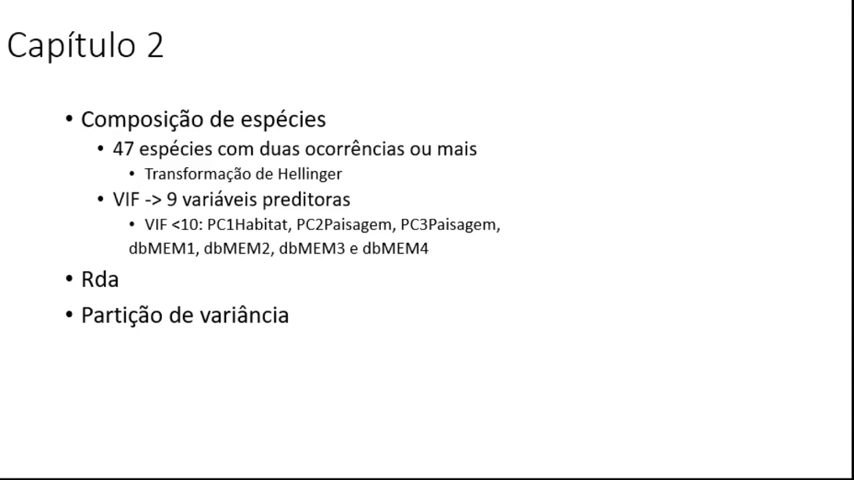 Capítulo 2
• Composição de espécies
• 47 espécies com duas ocorrências ou mais
• Transformação de Hellinger
• VIF -> 9 variáveis preditoras
• VIF <10: PC1Habitat, PC2Paisagem, PC3Paisagem,
dbMEM1, dbMEM2, dbMEM3 e dbMEM4
• Rda
• Partição de variância